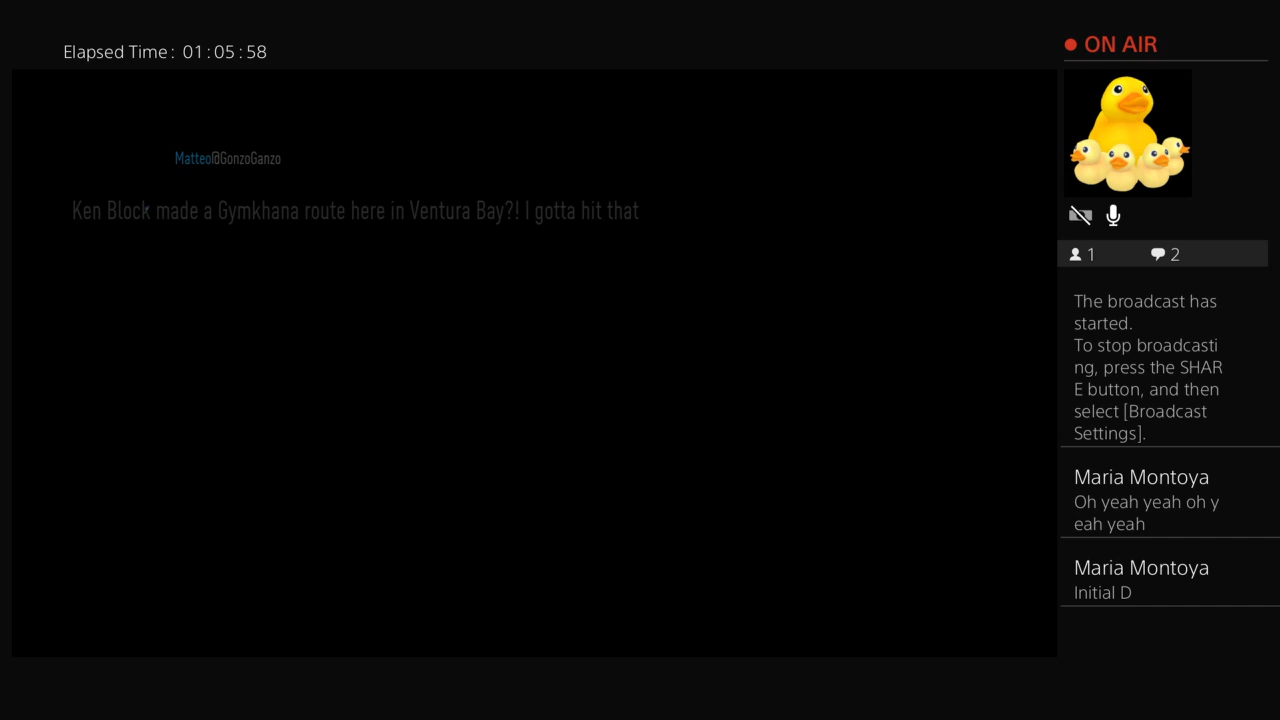 Elapsed Time: 01:05:58
ON AIR
Matteo@GonzoGanzo
Ken Block made a Gymkhana route here in Ventura Bay?! I gotta hit that
1
2
The broadcast has
started.
To stop broadcasti
ng, press the SHAR
E button, and then
select [Broadcast
Settings].
Maria Montoya
Oh yeah yeah oh y
eah yeah
Maria Montoya
Initial D